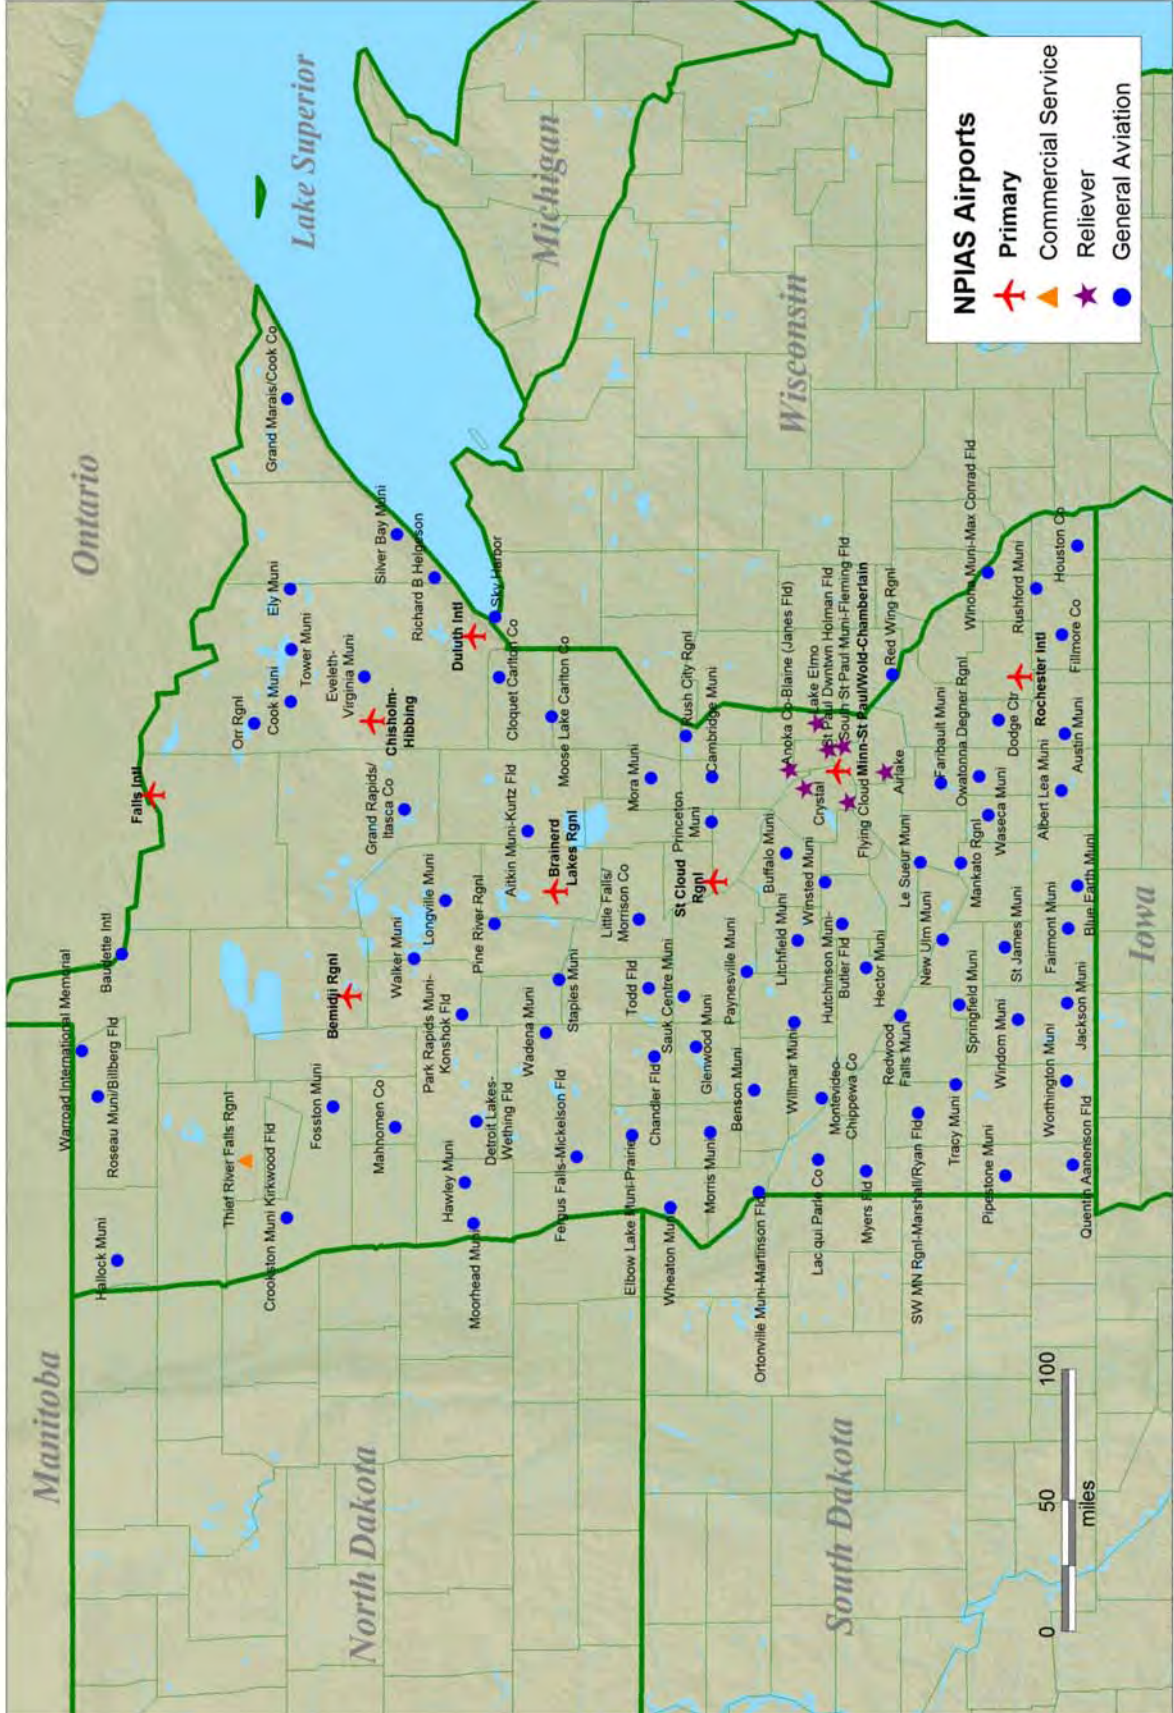 Manitoba
Ontario
Lake Superior
Michigan
Wisconsin
North Dakota
South Dakota
Iowa
Warroad International Memorial
Roseau Muni/Billberg Fld
Hallock Muni
Baudette Intl
Falls Intl
Thief River Falls Rgnl
Crookston Muni Kirkwood Fld
Fosston Muni
Mahnomen Co
Bemidji Rgnl
Orr Rgnl
Cook Muni
Tower Muni
Ely Muni
Grand Marais/Cook Co
Eveleth-
Virginia Muni
Chisholm-
Hibbing
Silver Bay Muni
Richard B Helgeson
Duluth Intl
Sky Harbor
Cloquet Carlton Co
Moose Lake Carlton Co
Grand Rapids/
Itasca Co
Walker Muni
Longville Muni
Park Rapids Muni-
Konshok Fld
Pine River Rgnl
Aitkin Muni-Kurtz Fld
Brainerd
Lakes Rgnl
Hawley Muni
Moorhead Muni
Detroit Lakes-
Wething Fld
Wadena Muni
Staples Muni
Fergus Falls-Mickelson Fld
Elbow Lake Muni-Prairie
Wheaton Muni
Chandler Fld
Todd Fld
Sauk Centre Muni
Little Falls/
Morrison Co
Mora Muni
Rush City Rgnl
Cambridge Muni
Princeton
Muni
St Cloud
Rgnl
Glenwood Muni
Morris Muni
Benson Muni
Paynesville Muni
Ortonville Muni-Martinson Fld
Willmar Muni
Litchfield Muni
Buffalo Muni
Winsted Muni
Anoka Co-Blaine (Janes Fld)
Crystal
Lake Elmo
St Paul Dwntwn Holman Fld
South St Paul Muni-Fleming Fld
Minn-St Paul/Wold-Chamberlain
Flying Cloud
Airlake
Red Wing Rgnl
Lac qui Parle Co
Montevideo-
Chippewa Co
Hutchinson Muni-
Butler Fld
Hector Muni
Myers Fld
Redwood
Falls Muni
SW MN Rgnl-Marshall/Ryan Fld
Le Sueur Muni
New Ulm Muni
Mankato Rgnl
Faribault Muni
Owatonna Degner Rgnl
Waseca Muni
Dodge Ctr
Rochester Intl
Winona Muni-Max Conrad Fld
Rushford Muni
Houston Co
Fillmore Co
Austin Muni
Albert Lea Muni
Tracy Muni
Springfield Muni
St James Muni
Windom Muni
Pipestone Muni
Worthington Muni
Quentin Aanenson Fld
Jackson Muni
Fairmont Muni
Blue Earth Muni
NPIAS Airports
Primary
Commercial Service
Reliever
General Aviation
0 50 100
miles